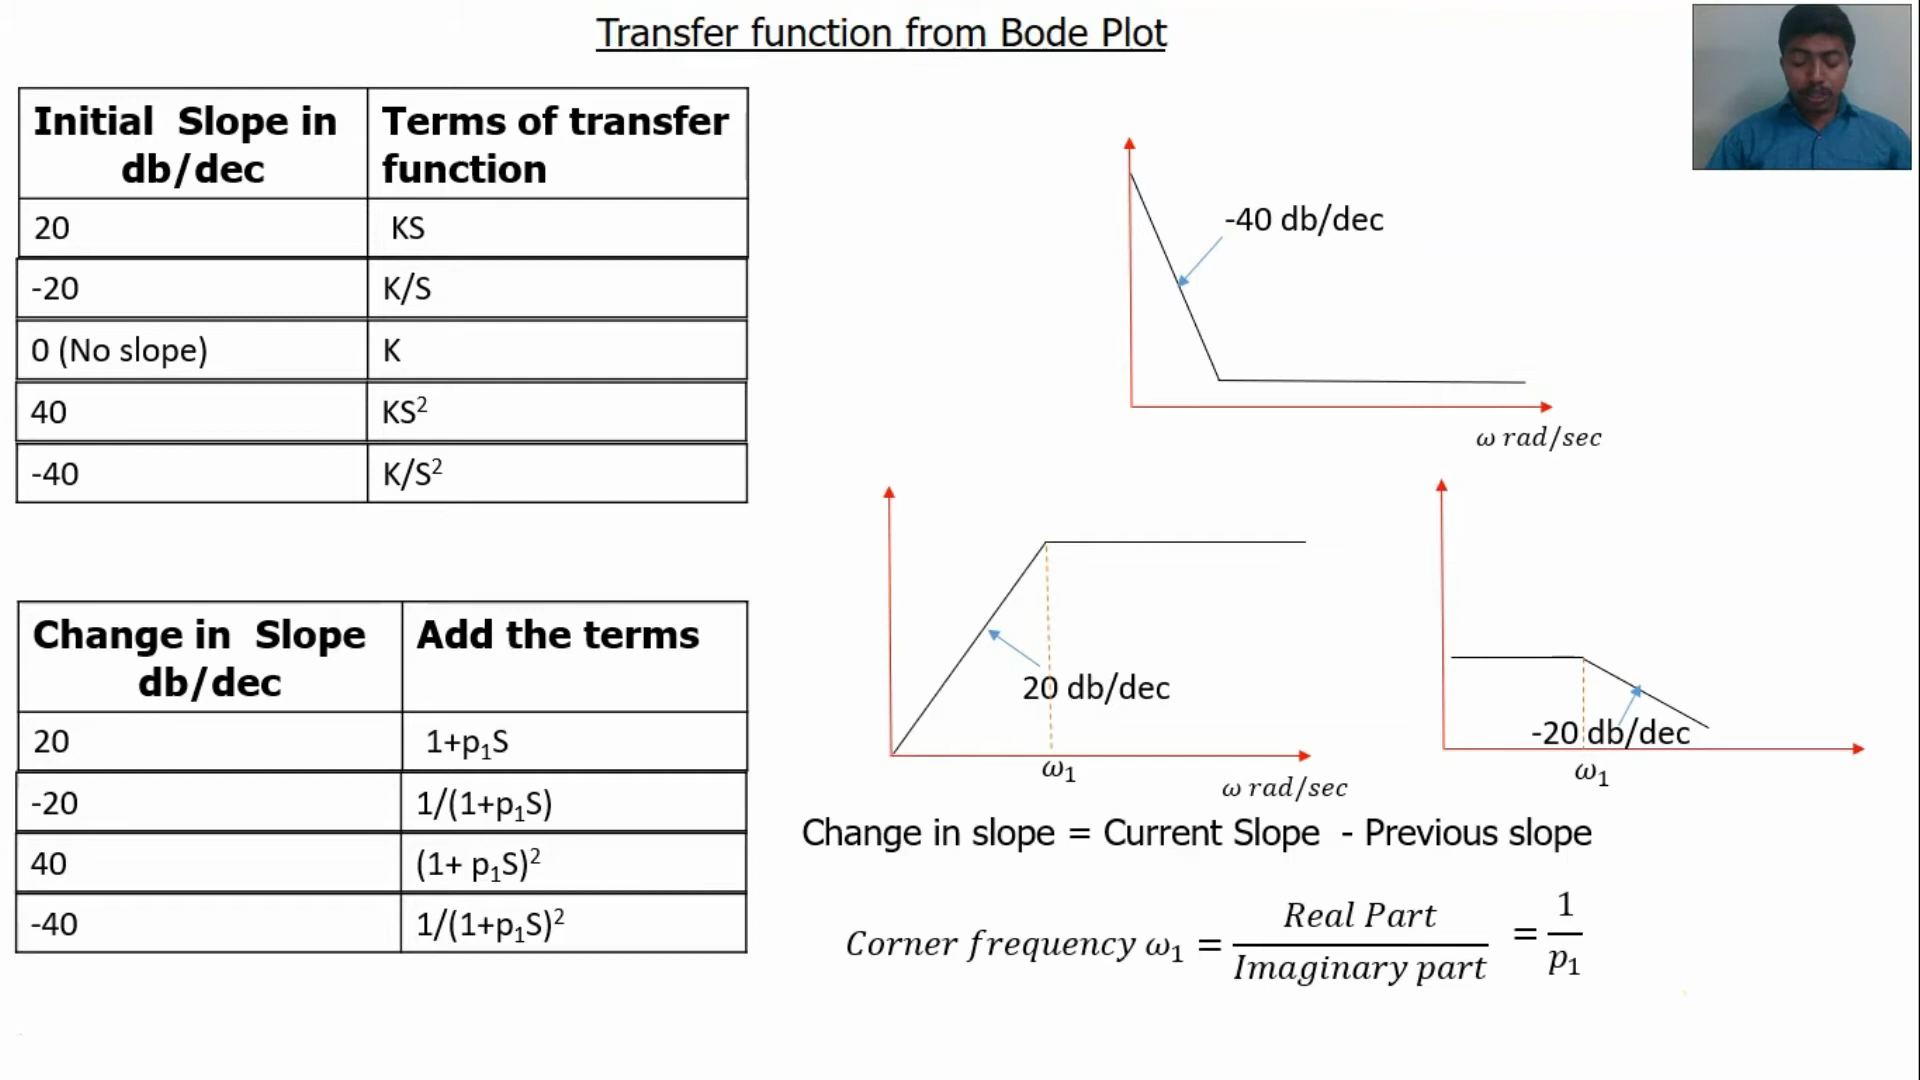 Transfer function from Bode Plot
Initial Slope in db/dec
Terms of transfer function
20
KS
-20
K/S
0 (No slope)
K
40
KS²
-40
K/S²
Change in Slope db/dec
Add the terms
20
1+p₁S
-20
1/(1+p₁S)
40
(1+ p₁S)²
-40
1/(1+p₁S)²
-40 db/dec
ω rad/sec
20 db/dec
ω₁
ω rad/sec
-20 db/dec
ω₁
Change in slope = Current Slope - Previous slope
Corner frequency ω₁ = Real Part / Imaginary part = 1 / p₁